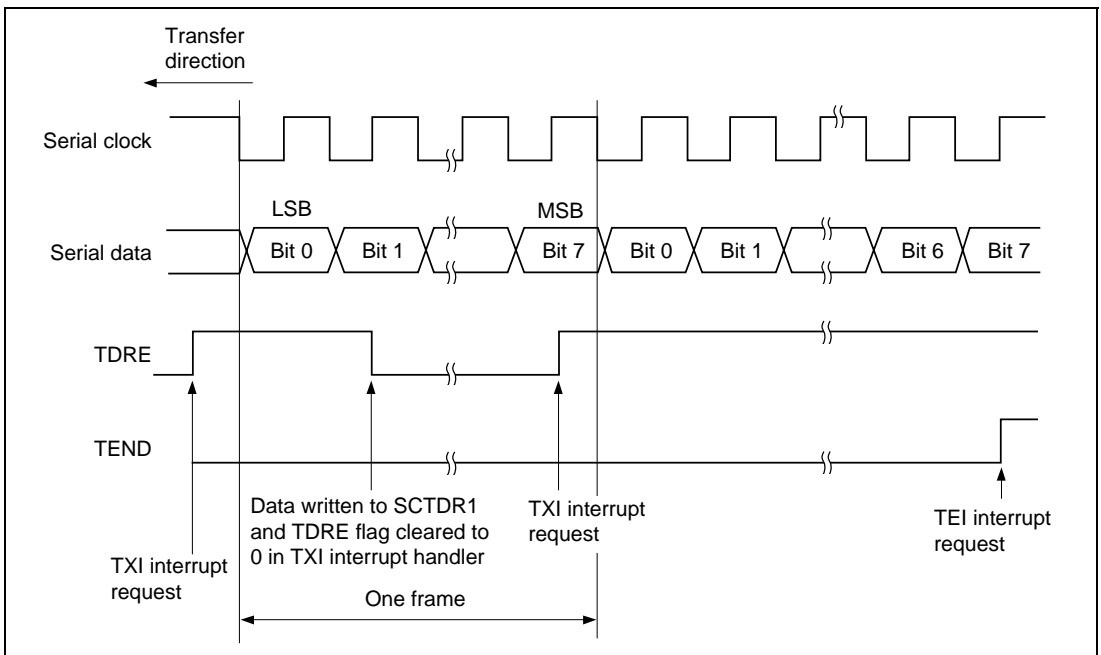 Transfer
direction
Serial clock
LSB
MSB
Serial data
Bit 0
Bit 1
Bit 7
Bit 0
Bit 1
Bit 6
Bit 7
TDRE
TEND
Data written to SCTDR1
and TDRE flag cleared to
0 in TXI interrupt handler
TXI interrupt
request
TEI interrupt
request
TXI interrupt
request
One frame